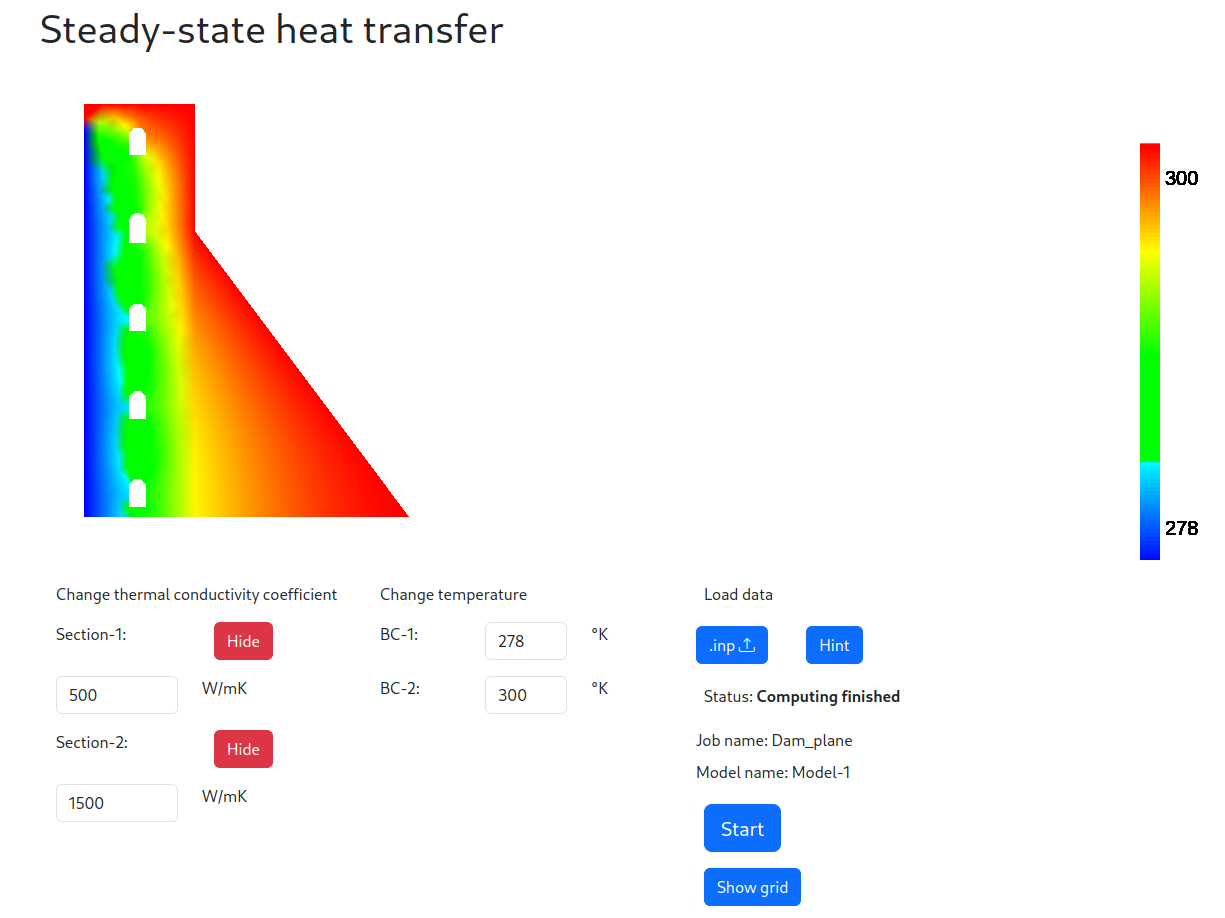 Steady-state heat transfer
300
278
Change thermal conductivity coefficient
Section-1:
Hide
500
W/mK
Section-2:
Hide
1500
W/mK
Change temperature
BC-1:
278
°K
BC-2:
300
°K
Load data
.inp
Hint
Status: Computing finished
Job name: Dam_plane
Model name: Model-1
Start
Show grid